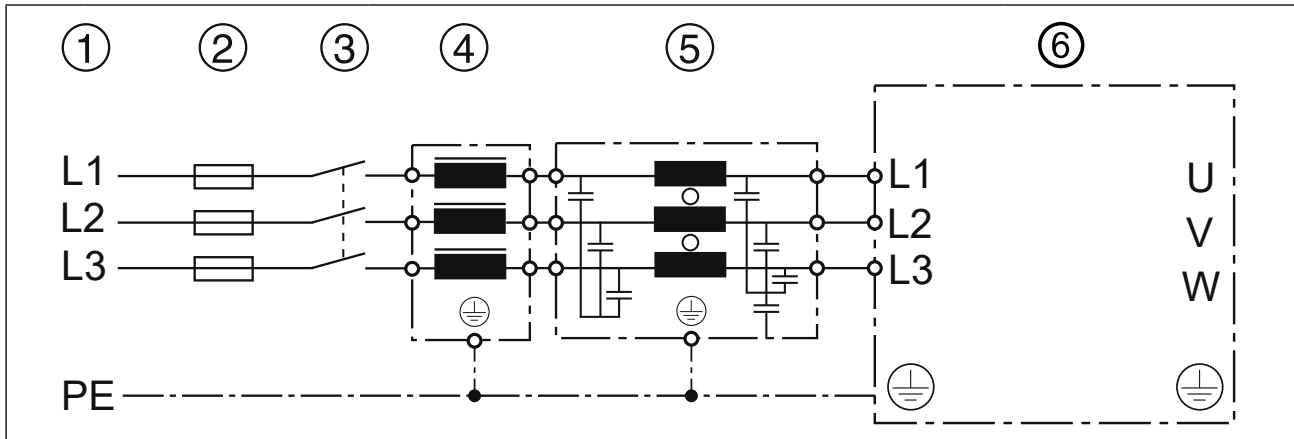 ① ② ③ ④ ⑤ ⑥
L1 L1 U
L2 L2 V
L3 L3 W
PE